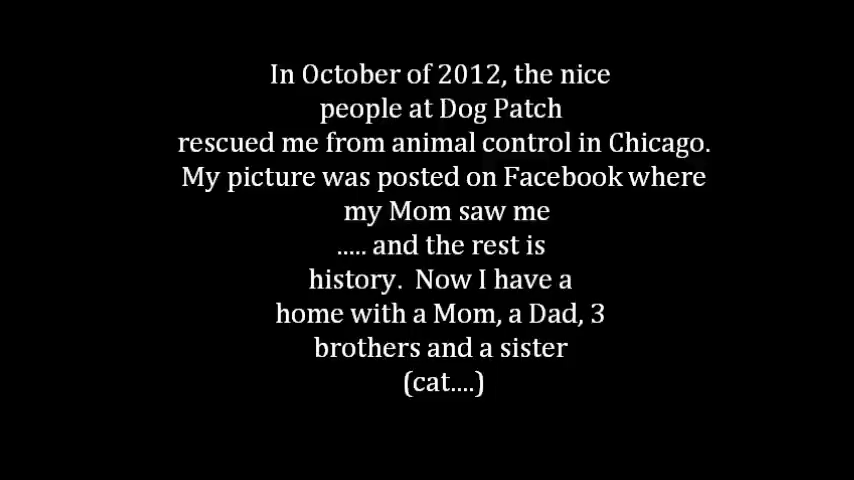 In October of 2012, the nice
people at Dog Patch
rescued me from animal control in Chicago.
My picture was posted on Facebook where
my Mom saw me
..... and the rest is
history.  Now I have a
home with a Mom, a Dad, 3
brothers and a sister
(cat....)